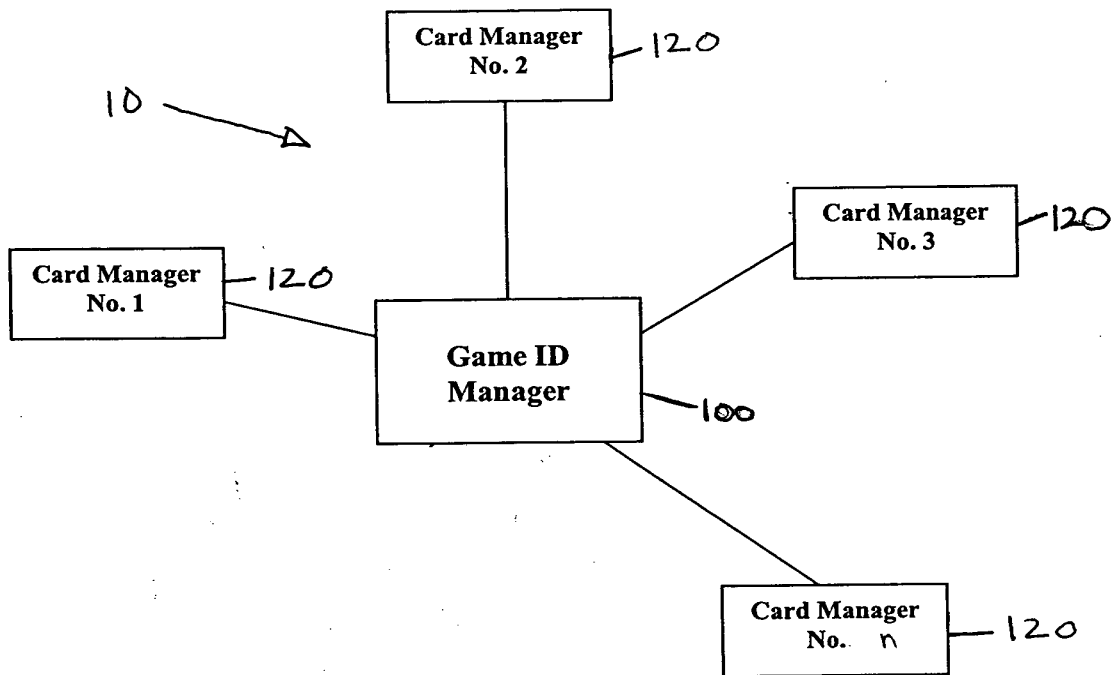 Card Manager
No. 2
120
10
Card Manager
No. 3
120
Card Manager
No. 1
120
Game ID
Manager
100
Card Manager
No. n
120